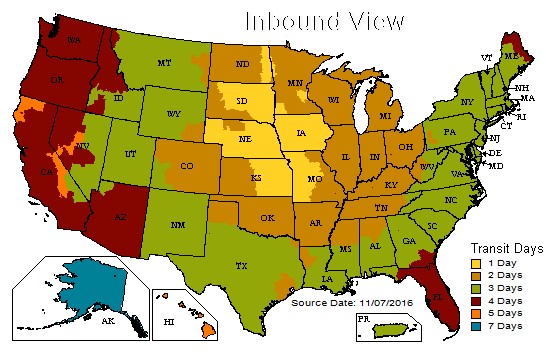 Inbound View
WA
OR
CA
NV
ID
MT
WY
UT
AZ
CO
NM
ND
SD
NE
KS
OK
TX
MN
IA
MO
AR
LA
WI
IL
IN
MI
OH
KY
TN
MS
AL
GA
FL
SC
NC
VA
WV
PA
NY
VT
ME
NH
MA
RI
CT
NJ
DE
MD
AK
HI
PR
Source Date: 11/07/2016
Transit Days
1 Day
2 Days
3 Days
4 Days
5 Days
7 Days